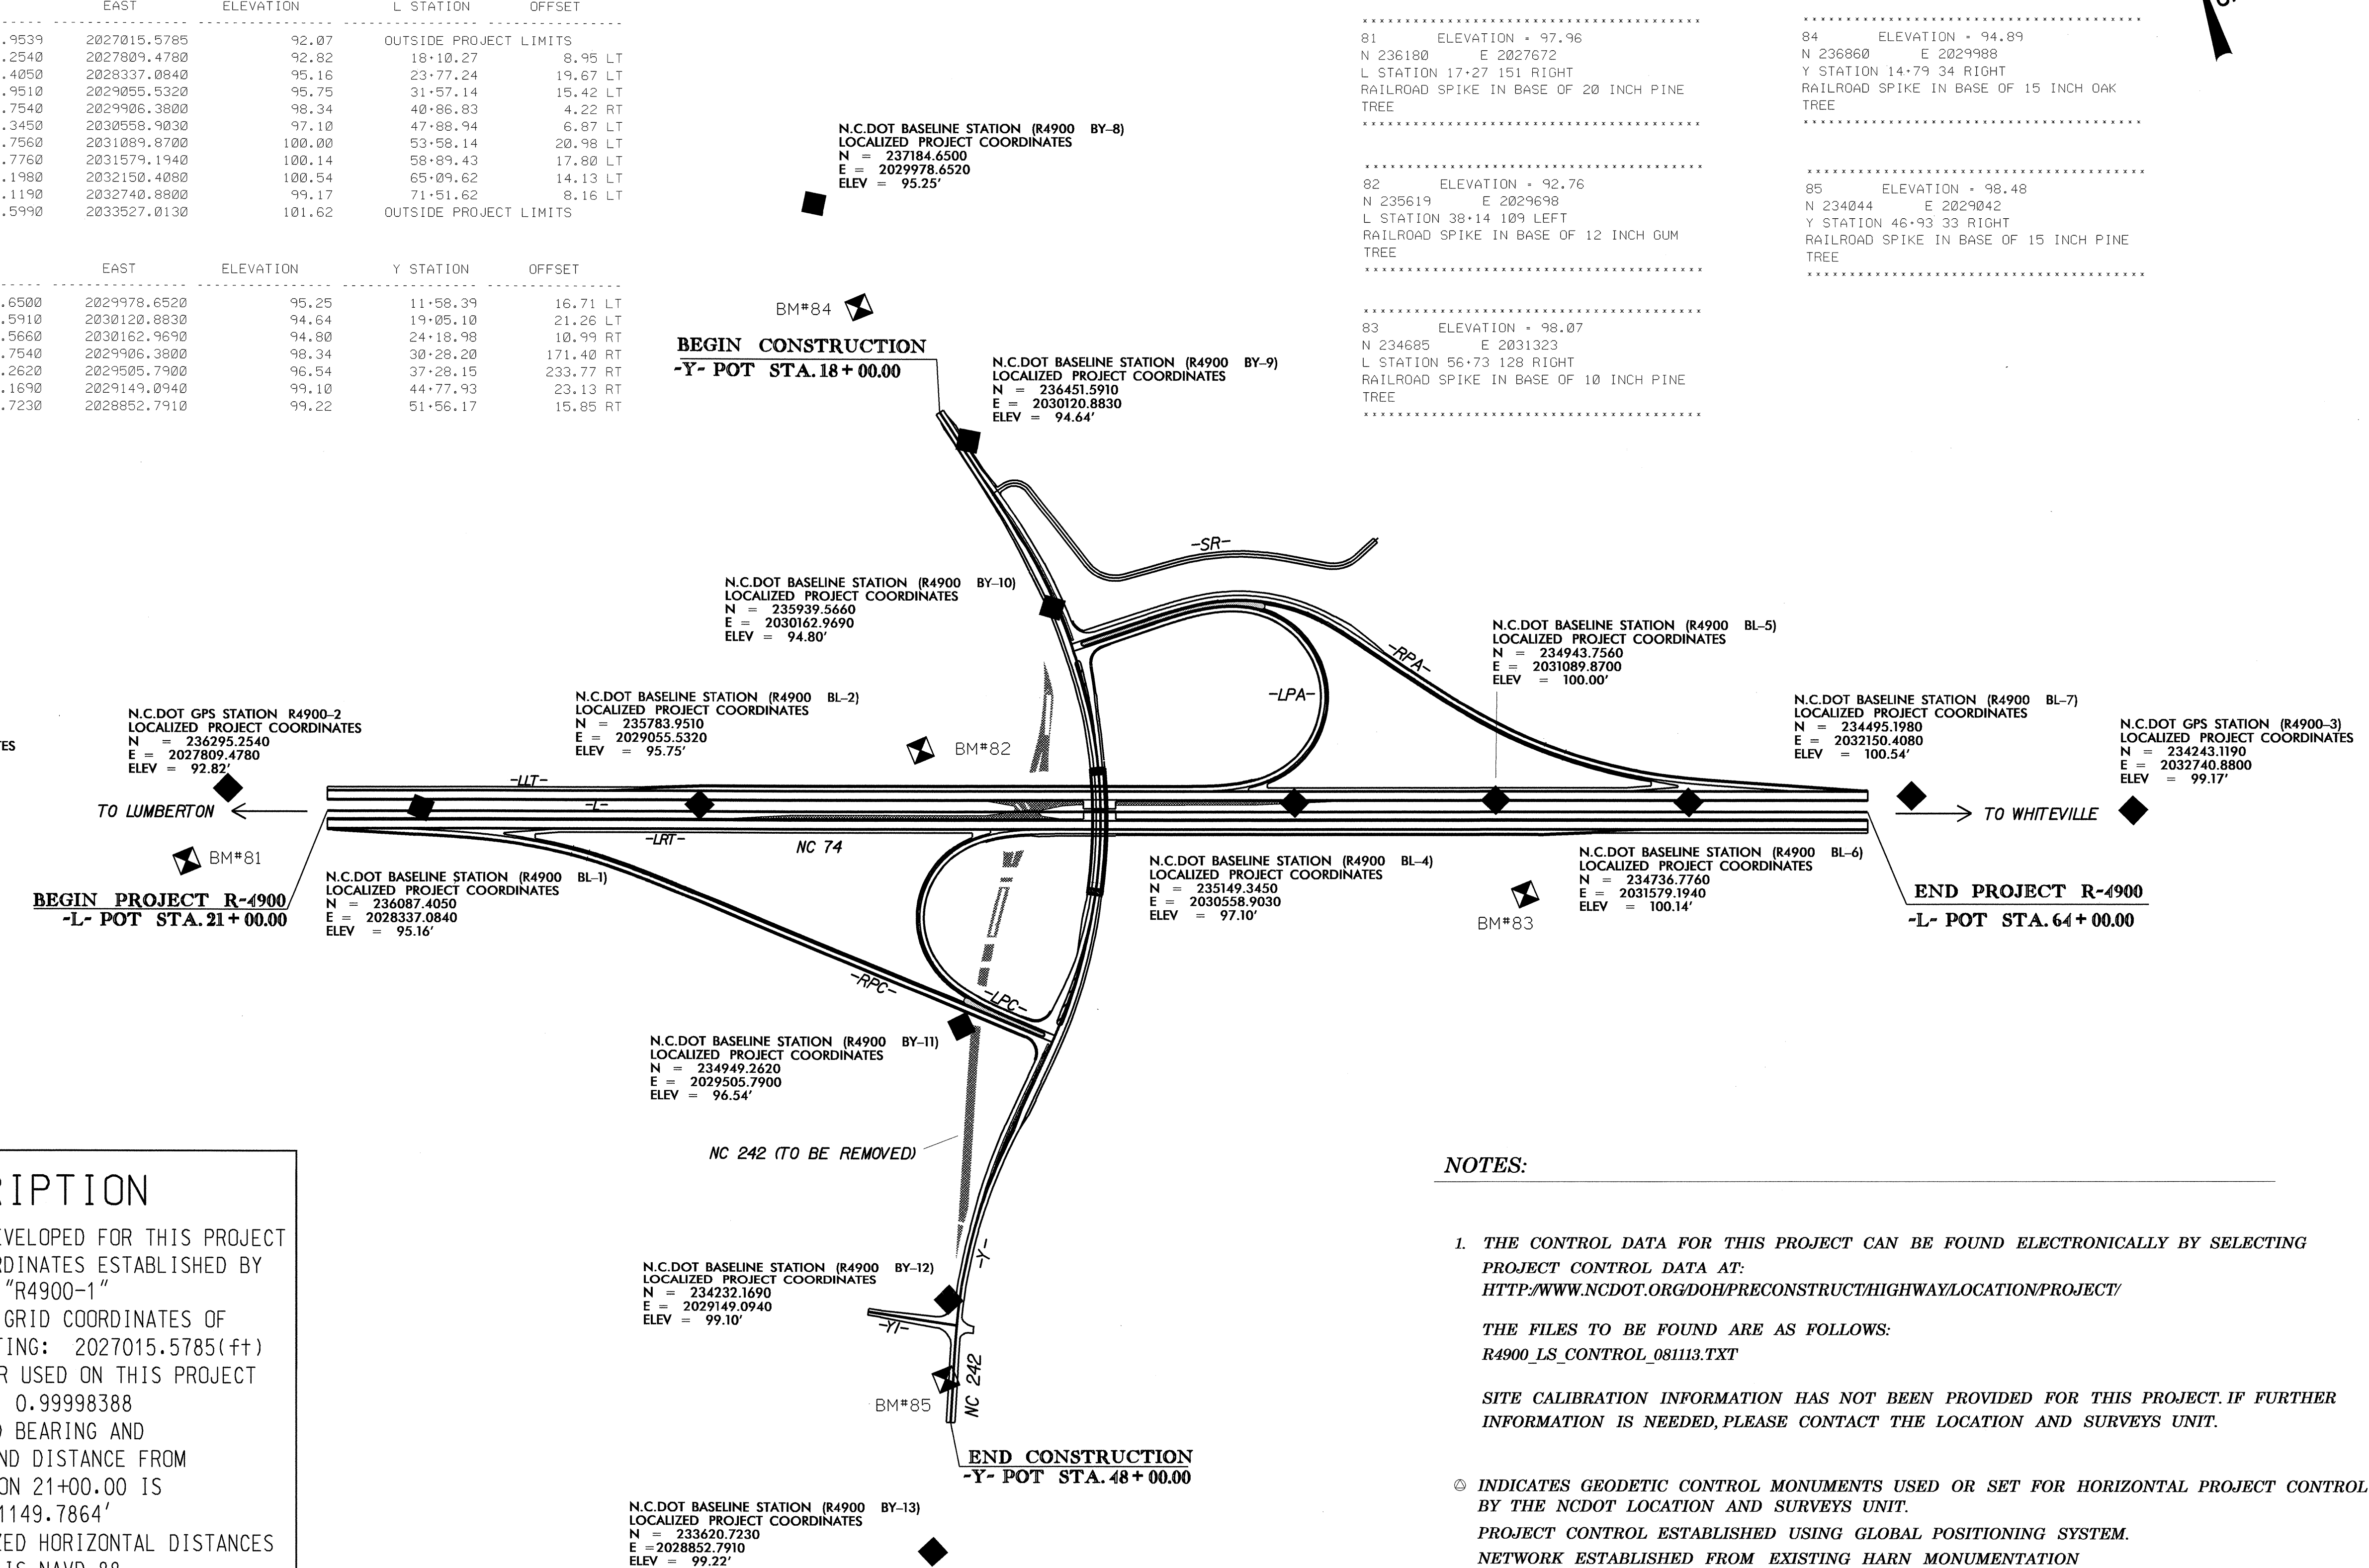 EAST ELEVATION L STATION OFFSET
.9539 2027015.5785 92.07 OUTSIDE PROJECT LIMITS
.2540 2027809.4780 92.82 18+10.27 8.95 LT
.4050 2028337.0840 95.16 23+77.24 19.67 LT
.9510 2029055.5320 95.75 31+57.14 15.42 LT
.7540 2029906.3800 98.34 40+86.83 4.22 RT
.3450 2030558.9030 97.10 47+88.94 6.87 LT
.7560 2031089.8700 100.00 53+58.14 20.98 LT
.7760 2031579.1940 100.14 58+89.43 17.80 LT
.1980 2032150.4080 100.54 65+09.62 14.13 LT
.1190 2032740.8800 99.17 71+51.62 8.16 LT
.5990 2033527.0130 101.62 OUTSIDE PROJECT LIMITS
EAST ELEVATION Y STATION OFFSET
.6500 2029978.6520 95.25 11+58.39 16.71 LT
.5910 2030120.8830 94.64 19+05.10 21.26 LT
.5660 2030162.9690 94.80 24+18.98 10.99 RT
.7540 2029906.3800 98.34 30+28.20 171.40 RT
.2620 2029505.7900 96.54 37+28.15 233.77 RT
.1690 2029149.0940 99.10 44+77.93 23.13 RT
.7230 2028852.7910 99.22 51+56.17 15.85 RT
81 ELEVATION = 97.96
N 236180 E 2027672
L STATION 17+27 151 RIGHT
RAILROAD SPIKE IN BASE OF 20 INCH PINE
TREE
82 ELEVATION = 92.76
N 235619 E 2029698
L STATION 38+14 109 LEFT
RAILROAD SPIKE IN BASE OF 12 INCH GUM
TREE
83 ELEVATION = 98.07
N 234685 E 2031323
L STATION 56+73 128 RIGHT
RAILROAD SPIKE IN BASE OF 10 INCH PINE
TREE
84 ELEVATION = 94.89
N 236860 E 2029988
Y STATION 14+79 34 RIGHT
RAILROAD SPIKE IN BASE OF 15 INCH OAK
TREE
85 ELEVATION = 98.48
N 234044 E 2029042
Y STATION 46+93 33 RIGHT
RAILROAD SPIKE IN BASE OF 15 INCH PINE
TREE
N.C.DOT BASELINE STATION (R4900 BY-8)
LOCALIZED PROJECT COORDINATES
N = 237184.6500
E = 2029978.6520
ELEV = 95.25'
BM#84
BEGIN CONSTRUCTION
-Y- POT STA. 18+00.00
N.C.DOT BASELINE STATION (R4900 BY-9)
LOCALIZED PROJECT COORDINATES
N = 236451.5910
E = 2030120.8830
ELEV = 94.64'
-SR-
N.C.DOT BASELINE STATION (R4900 BY-10)
LOCALIZED PROJECT COORDINATES
N = 235939.5660
E = 2030162.9690
ELEV = 94.80'
-RPA-
-LPA-
N.C.DOT BASELINE STATION (R4900 BL-5)
LOCALIZED PROJECT COORDINATES
N = 234943.7560
E = 2031089.8700
ELEV = 100.00'
TES
N.C.DOT GPS STATION R4900-2
LOCALIZED PROJECT COORDINATES
N = 236295.2540
E = 2027809.4780
ELEV = 92.82'
N.C.DOT BASELINE STATION (R4900 BL-2)
LOCALIZED PROJECT COORDINATES
N = 235783.9510
E = 2029055.5320
ELEV = 95.75'
BM#82
N.C.DOT BASELINE STATION (R4900 BL-7)
LOCALIZED PROJECT COORDINATES
N = 234495.1980
E = 2032150.4080
ELEV = 100.54'
N.C.DOT GPS STATION (R4900-3)
LOCALIZED PROJECT COORDINATES
N = 234243.1190
E = 2032740.8800
ELEV = 99.17'
-LLT-
-L-
TO LUMBERTON
TO WHITEVILLE
-LRT-
NC 74
BM#81
BEGIN PROJECT R-4900
-L- POT STA. 21+00.00
N.C.DOT BASELINE STATION (R4900 BL-1)
LOCALIZED PROJECT COORDINATES
N = 236087.4050
E = 2028337.0840
ELEV = 95.16'
N.C.DOT BASELINE STATION (R4900 BL-4)
LOCALIZED PROJECT COORDINATES
N = 235149.3450
E = 2030558.9030
ELEV = 97.10'
BM#83
N.C.DOT BASELINE STATION (R4900 BL-6)
LOCALIZED PROJECT COORDINATES
N = 234736.7760
E = 2031579.1940
ELEV = 100.14'
END PROJECT R-4900
-L- POT STA. 64+00.00
-RPC-
-LPC-
N.C.DOT BASELINE STATION (R4900 BY-11)
LOCALIZED PROJECT COORDINATES
N = 234949.2620
E = 2029505.7900
ELEV = 96.54'
NC 242 (TO BE REMOVED)
-Y-
N.C.DOT BASELINE STATION (R4900 BY-12)
LOCALIZED PROJECT COORDINATES
N = 234232.1690
E = 2029149.0940
ELEV = 99.10'
-Y1-
NC 242
BM#85
END CONSTRUCTION
-Y- POT STA. 48+00.00
N.C.DOT BASELINE STATION (R4900 BY-13)
LOCALIZED PROJECT COORDINATES
N = 233620.7230
E =2028852.7910
ELEV = 99.22'
RIPTION
EVELOPED FOR THIS PROJECT
RDINATES ESTABLISHED BY
"R4900-1"
GRID COORDINATES OF
TING: 2027015.5785(ft)
R USED ON THIS PROJECT
0.99998388
D BEARING AND
ND DISTANCE FROM
ON 21+00.00 IS
1149.7864'
ZED HORIZONTAL DISTANCES
IS NAVD 88
NOTES:
1. THE CONTROL DATA FOR THIS PROJECT CAN BE FOUND ELECTRONICALLY BY SELECTING
PROJECT CONTROL DATA AT:
HTTP://WWW.NCDOT.ORG/DOH/PRECONSTRUCT/HIGHWAY/LOCATION/PROJECT/
THE FILES TO BE FOUND ARE AS FOLLOWS:
R4900_LS_CONTROL_081113.TXT
SITE CALIBRATION INFORMATION HAS NOT BEEN PROVIDED FOR THIS PROJECT. IF FURTHER
INFORMATION IS NEEDED, PLEASE CONTACT THE LOCATION AND SURVEYS UNIT.
INDICATES GEODETIC CONTROL MONUMENTS USED OR SET FOR HORIZONTAL PROJECT CONTROL
BY THE NCDOT LOCATION AND SURVEYS UNIT.
PROJECT CONTROL ESTABLISHED USING GLOBAL POSITIONING SYSTEM.
NETWORK ESTABLISHED FROM EXISTING HARN MONUMENTATION